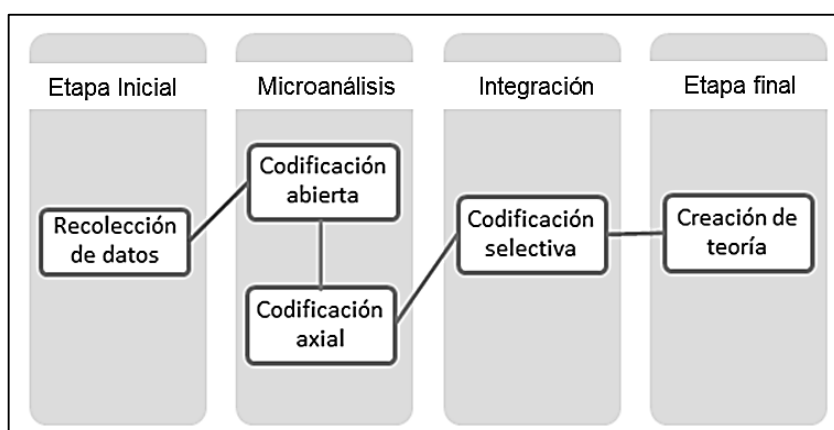 Etapa Inicial
Microanálisis
Integración
Etapa final
Recolección
de datos
Codificación
abierta
Codificación
axial
Codificación
selectiva
Creación de
teoría